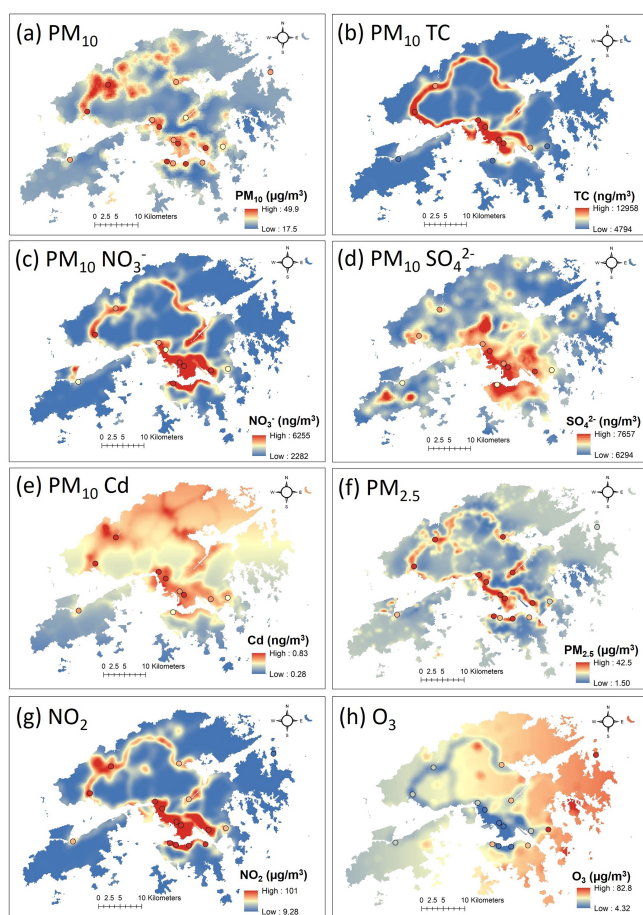 (a) PM₁₀
N
W E
S
0 2.5 5 10 Kilometers
PM₁₀ (µg/m³)
High : 49.9
Low : 17.5
(b) PM₁₀ TC
N
W E
S
0 2.5 5 10 Kilometers
TC (ng/m³)
High : 12958
Low : 4794
(c) PM₁₀ NO₃⁻
N
W E
S
0 2.5 5 10 Kilometers
NO₃⁻ (ng/m³)
High : 6255
Low : 2282
(d) PM₁₀ SO₄²⁻
N
W E
S
0 2.5 5 10 Kilometers
SO₄²⁻ (ng/m³)
High : 7657
Low : 6294
(e) PM₁₀ Cd
N
W E
S
0 2.5 5 10 Kilometers
Cd (ng/m³)
High : 0.83
Low : 0.28
(f) PM₂.₅
N
W E
S
0 2.5 5 10 Kilometers
PM₂.₅ (µg/m³)
High : 42.5
Low : 1.50
(g) NO₂
N
W E
S
0 2.5 5 10 Kilometers
NO₂ (µg/m³)
High : 101
Low : 9.28
(h) O₃
N
W E
S
0 2.5 5 10 Kilometers
O₃ (µg/m³)
High : 82.8
Low : 4.32